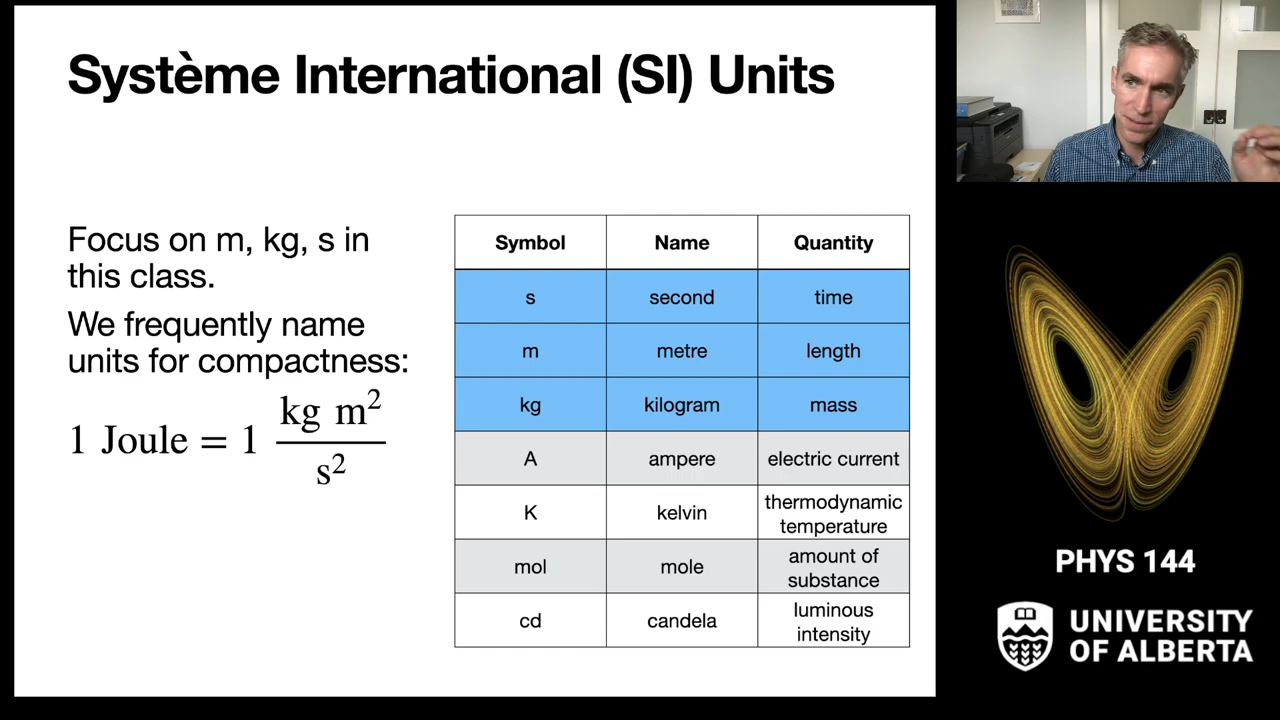 Système International (SI) Units
Focus on m, kg, s in
this class.
We frequently name
units for compactness:
1 Joule = 1 kg m² / s²
Symbol Name Quantity
s second time
m metre length
kg kilogram mass
A ampere electric current
K kelvin thermodynamic temperature
mol mole amount of substance
cd candela luminous intensity
PHYS 144
UNIVERSITY
OF ALBERTA